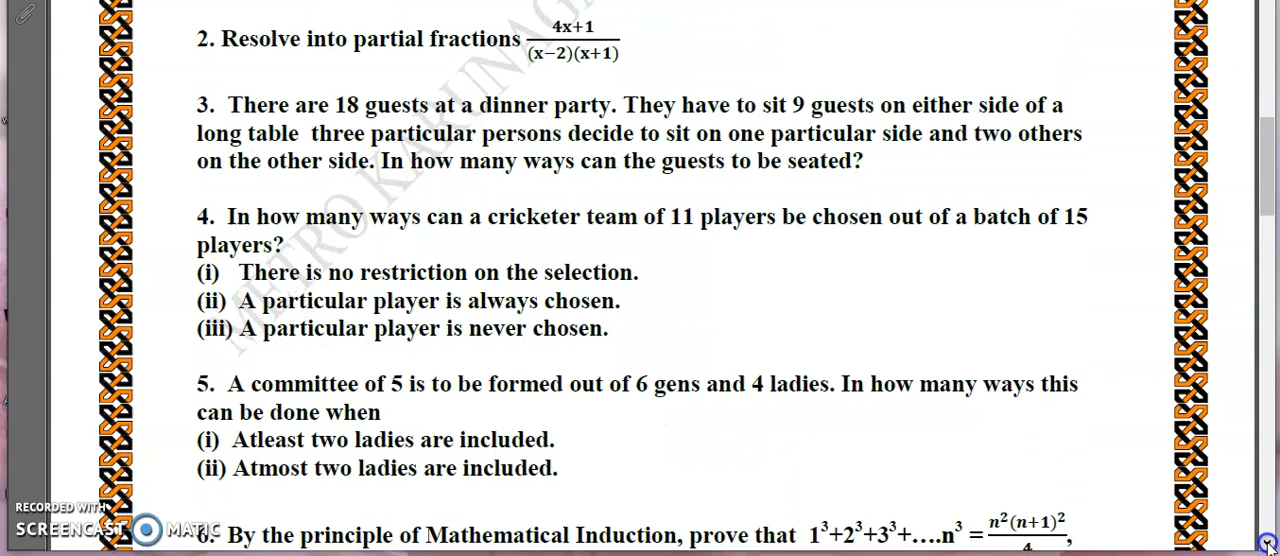 2. Resolve into partial fractions (4x+1)/((x−2)(x+1))
3. There are 18 guests at a dinner party. They have to sit 9 guests on either side of a
long table three particular persons decide to sit on one particular side and two others
on the other side. In how many ways can the guests to be seated?
4. In how many ways can a cricketer team of 11 players be chosen out of a batch of 15
players?
(i) There is no restriction on the selection.
(ii) A particular player is always chosen.
(iii) A particular player is never chosen.
5. A committee of 5 is to be formed out of 6 gens and 4 ladies. In how many ways this
can be done when
(i) Atleast two ladies are included.
(ii) Atmost two ladies are included.
6. By the principle of Mathematical Induction, prove that 1³+2³+3³+….n³ = n²(n+1)²/4,
RECORDED WITH
SCREENCAST MATIC
METRO KARUNAG